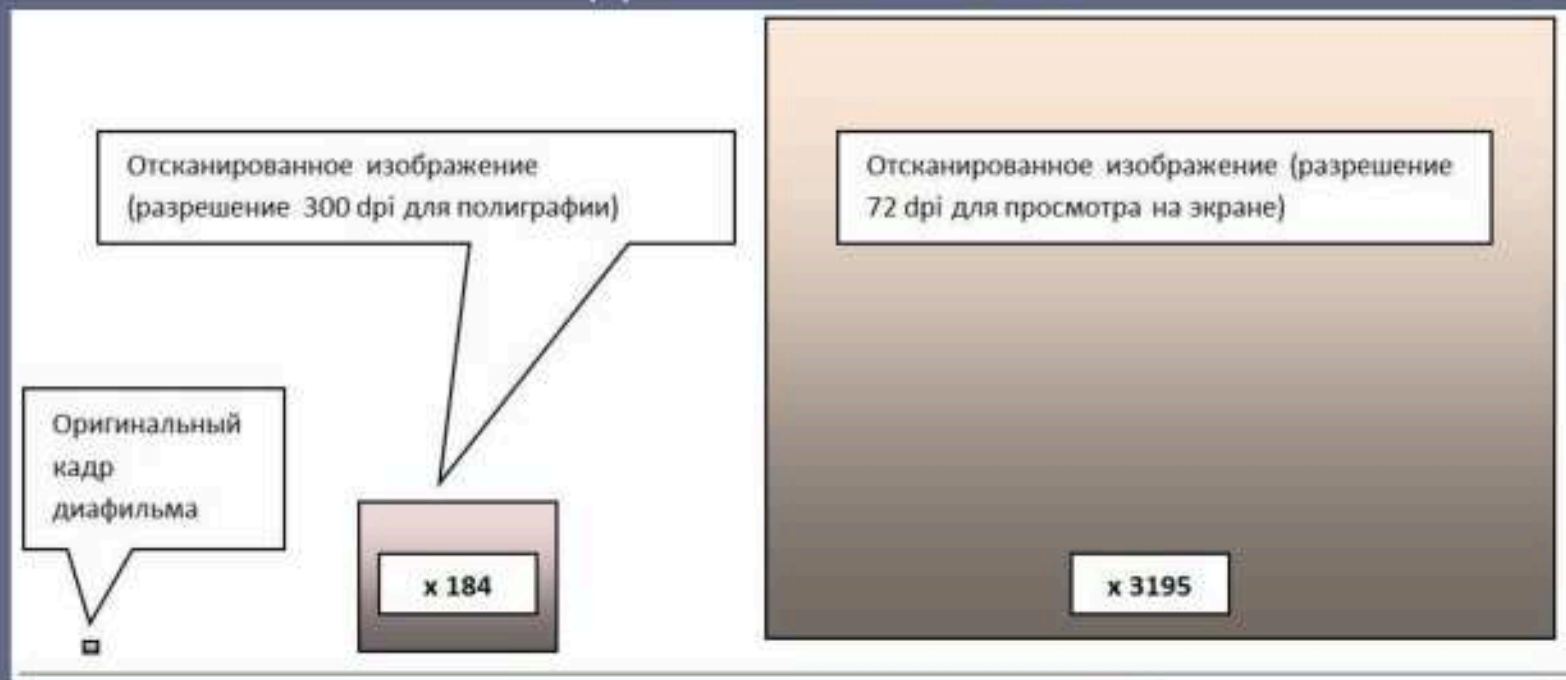 Отсканированное изображение
(разрешение 300 dpi для полиграфии)
Отсканированное изображение (разрешение
72 dpi для просмотра на экране)
Оригинальный
кадр
диафильма
x 184
x 3195